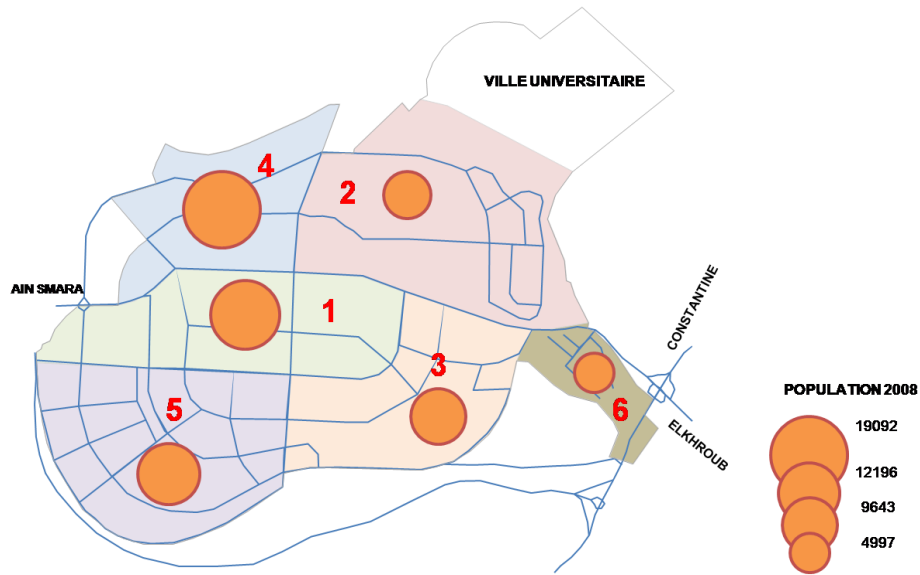 VILLE UNIVERSITAIRE
4
2
AIN SMARA
1
CONSTANTINE
3
5
6
ELKHROUB
POPULATION 2008
19092
12196
9643
4997